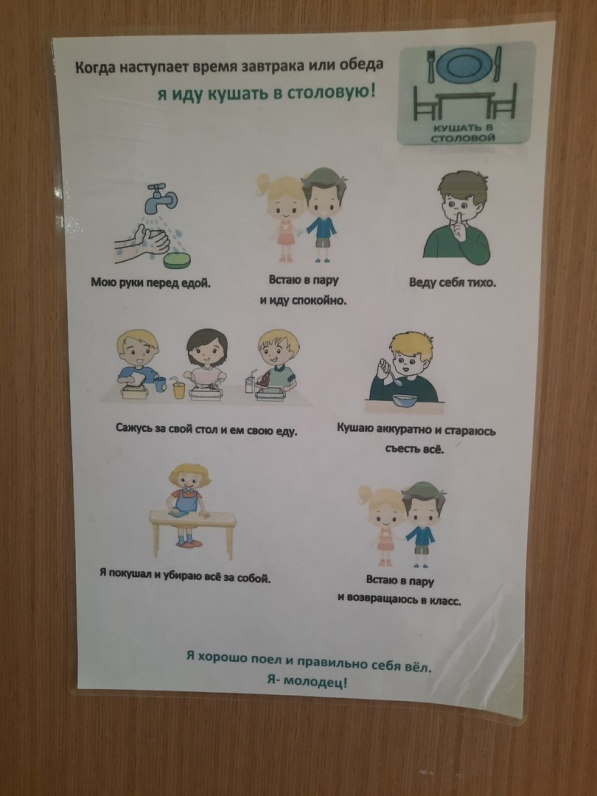 Когда наступает время завтрака или обеда
я иду кушать в столовую!
КУШАТЬ В
СТОЛОВОЙ
Мою руки перед едой.
Встаю в пару
и иду спокойно.
Веду себя тихо.
Сажусь за свой стол и ем свою еду.
Кушаю аккуратно и стараюсь
съесть всё.
Я покушал и убираю всё за собой.
Встаю в пару
и возвращаюсь в класс.
Я хорошо поел и правильно себя вёл.
Я- молодец!